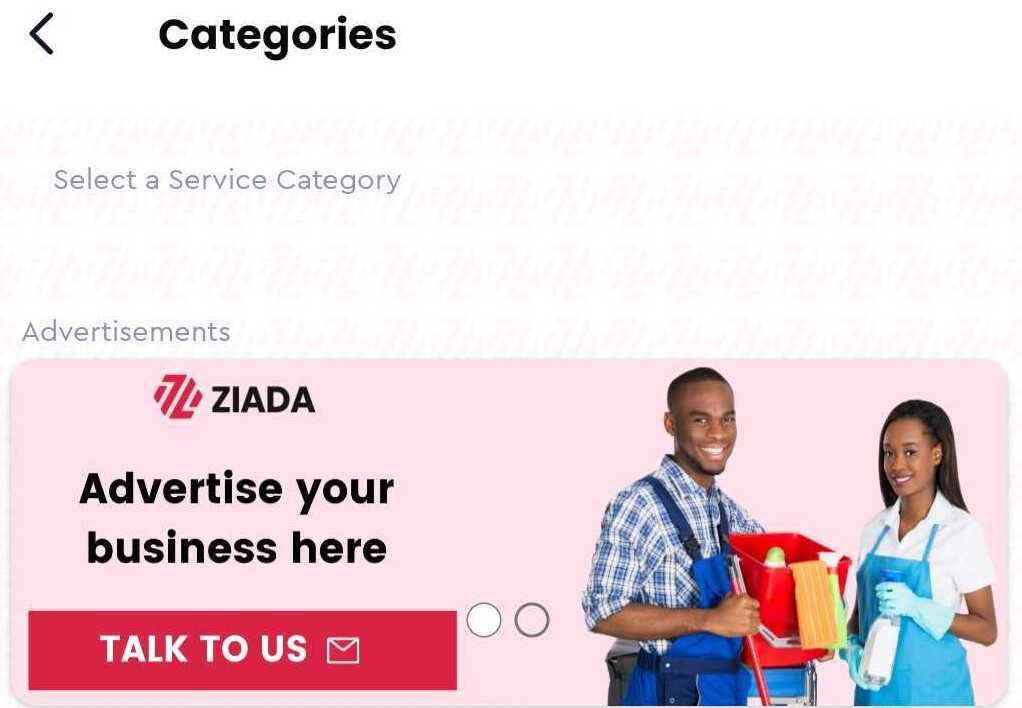 Categories
Select a Service Category
Advertisements
ZIADA
Advertise your
business here
TALK TO US